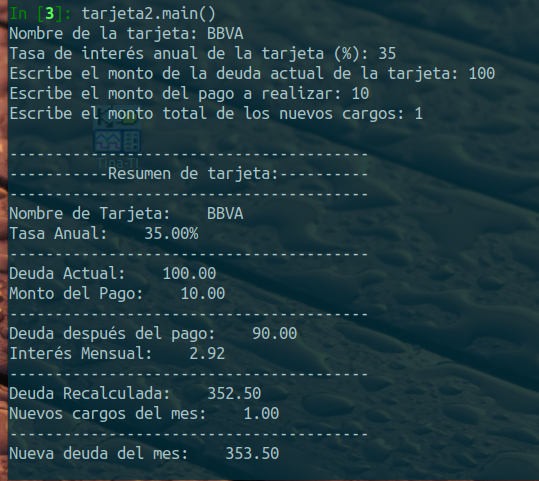 In [3]: tarjeta2.main()
Nombre de la tarjeta: BBVA
Tasa de interés anual de la tarjeta (%): 35
Escribe el monto de la deuda actual de la tarjeta: 100
Escribe el monto del pago a realizar: 10
Escribe el monto total de los nuevos cargos: 1
----------------------------------------
-----------Resumen de tarjeta:----------
----------------------------------------
Nombre de Tarjeta:    BBVA
Tasa Anual:    35.00%
----------------------------------------
Deuda Actual:    100.00
Monto del Pago:    10.00
----------------------------------------
Deuda después del pago:    90.00
Interés Mensual:    2.92
----------------------------------------
Deuda Recalculada:    352.50
Nuevos cargos del mes:    1.00
----------------------------------------
Nueva deuda del mes:    353.50